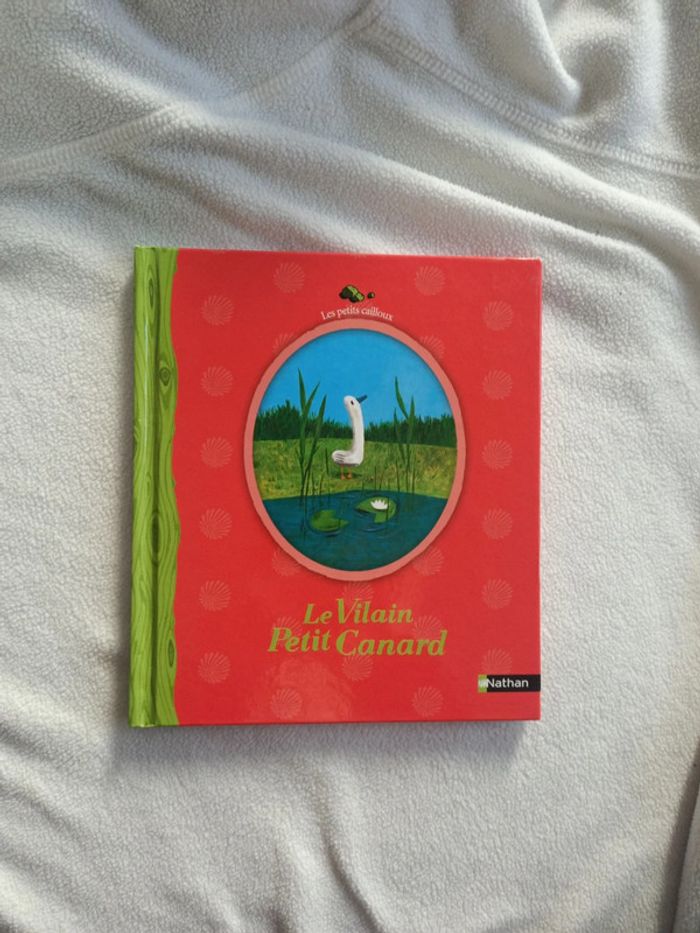 Les petits cailloux
Le Vilain
Petit Canard
Nathan